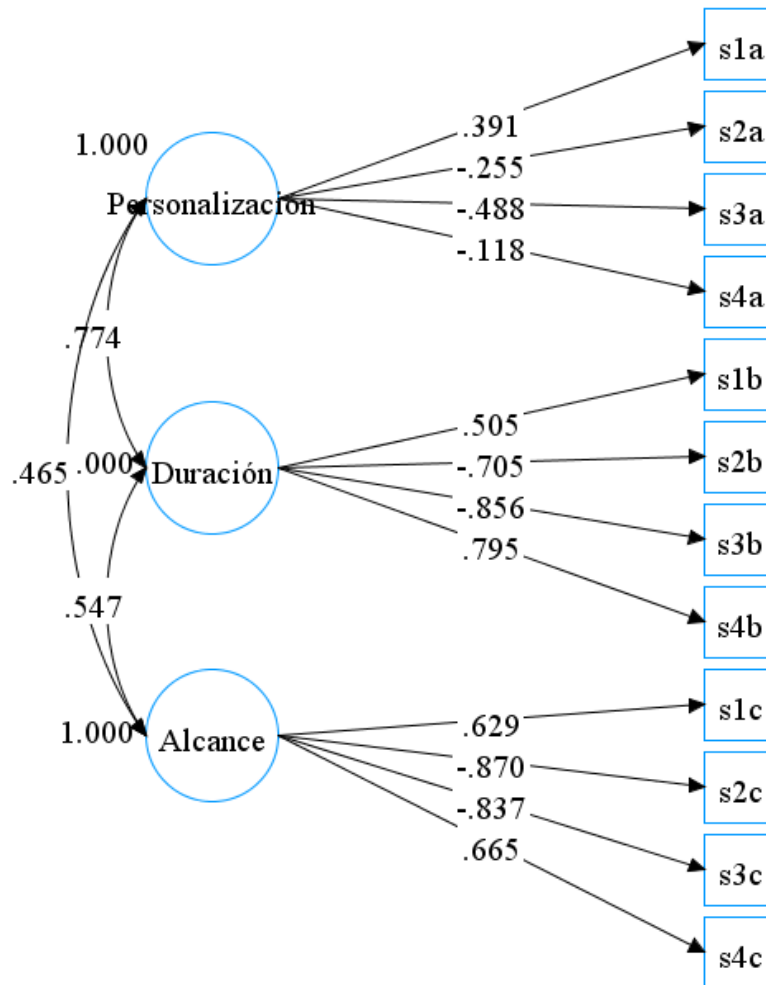 s1a
.391
s2a
1.000
-.255
Personalización
s3a
-.488
-.118
s4a
.774
s1b
.505
.465
.000
Duración
s2b
-.705
-.856
s3b
.795
.547
s4b
s1c
.629
1.000
Alcance
-.870
s2c
-.837
.665
s3c
s4c